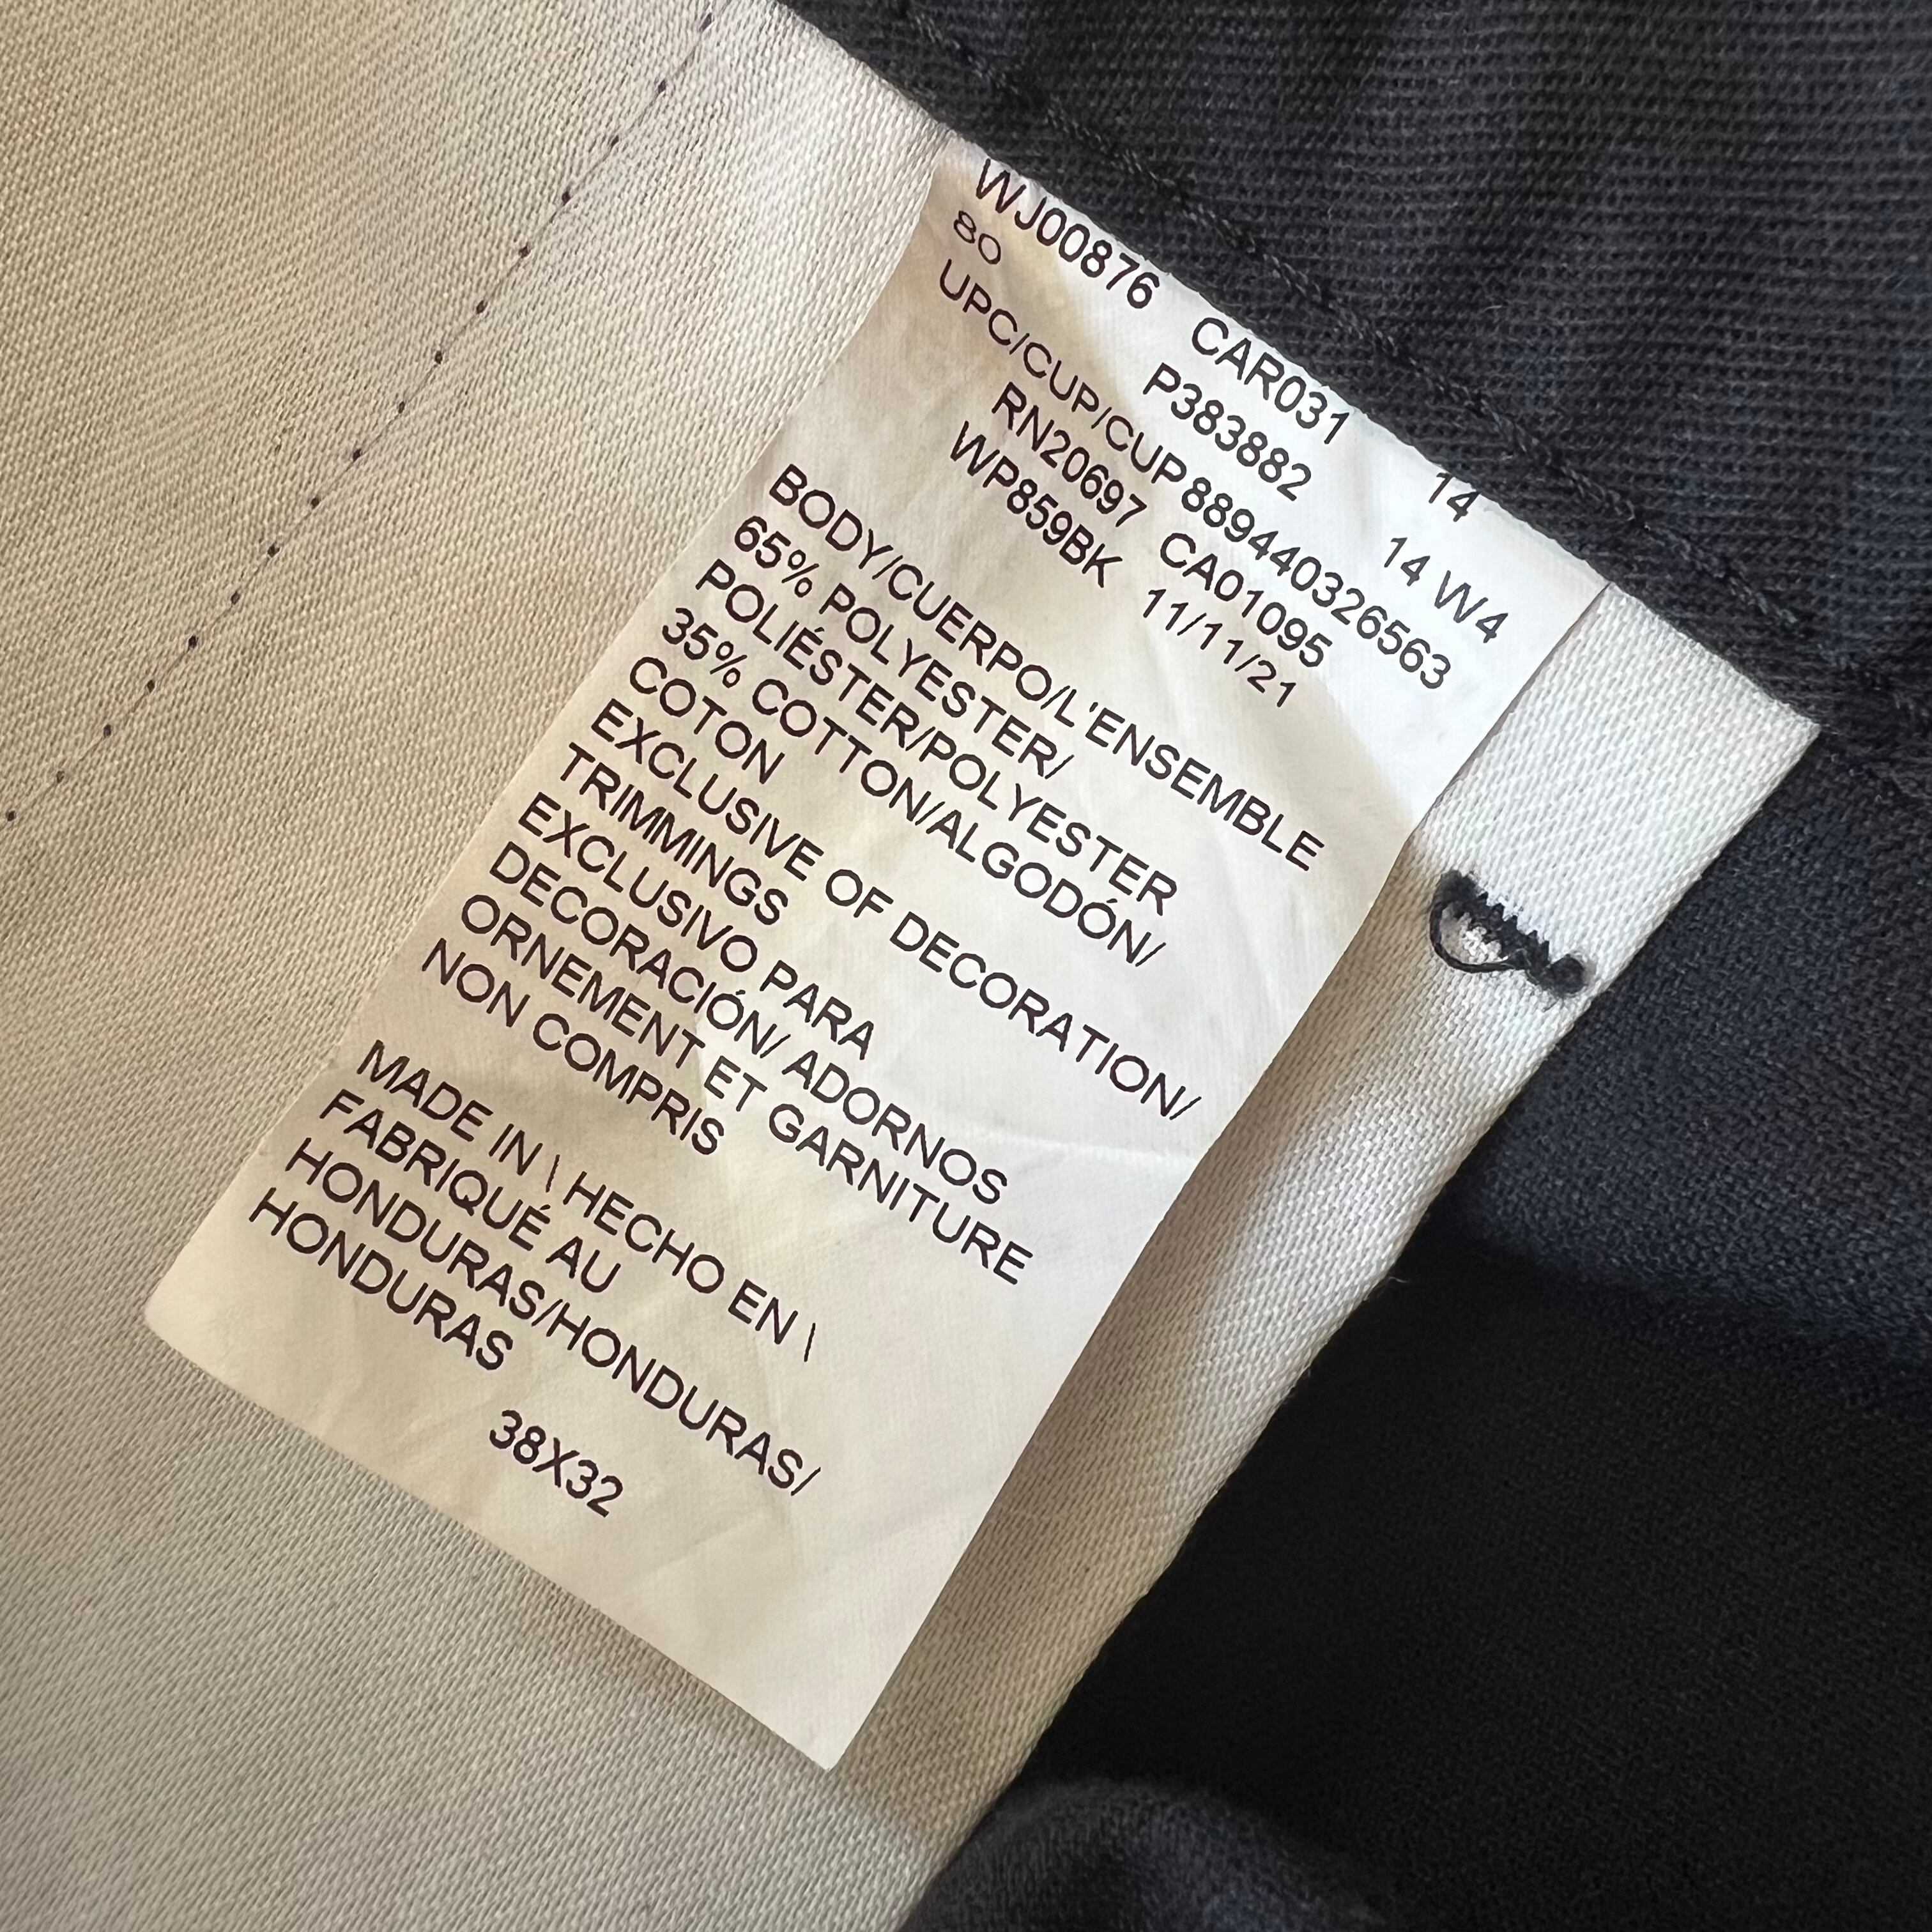 WJ00876 CAR031 14
80 P383882 14 W4
UPC/CUP/CUP 889440326563
RN20697 CA01095
WP859BK 11/11/21
BODY/CUERPO/L'ENSEMBLE
65% POLYESTER/
POLIÉSTER/POLYESTER
35% COTTON/ALGODÓN/
COTON
EXCLUSIVE OF DECORATION/
TRIMMINGS
EXCLUSIVO PARA
DECORACIÓN/ ADORNOS
ORNEMENT ET GARNITURE
NON COMPRIS
MADE IN \ HECHO EN \
FABRIQUÉ AU
HONDURAS/HONDURAS/
HONDURAS
38X32